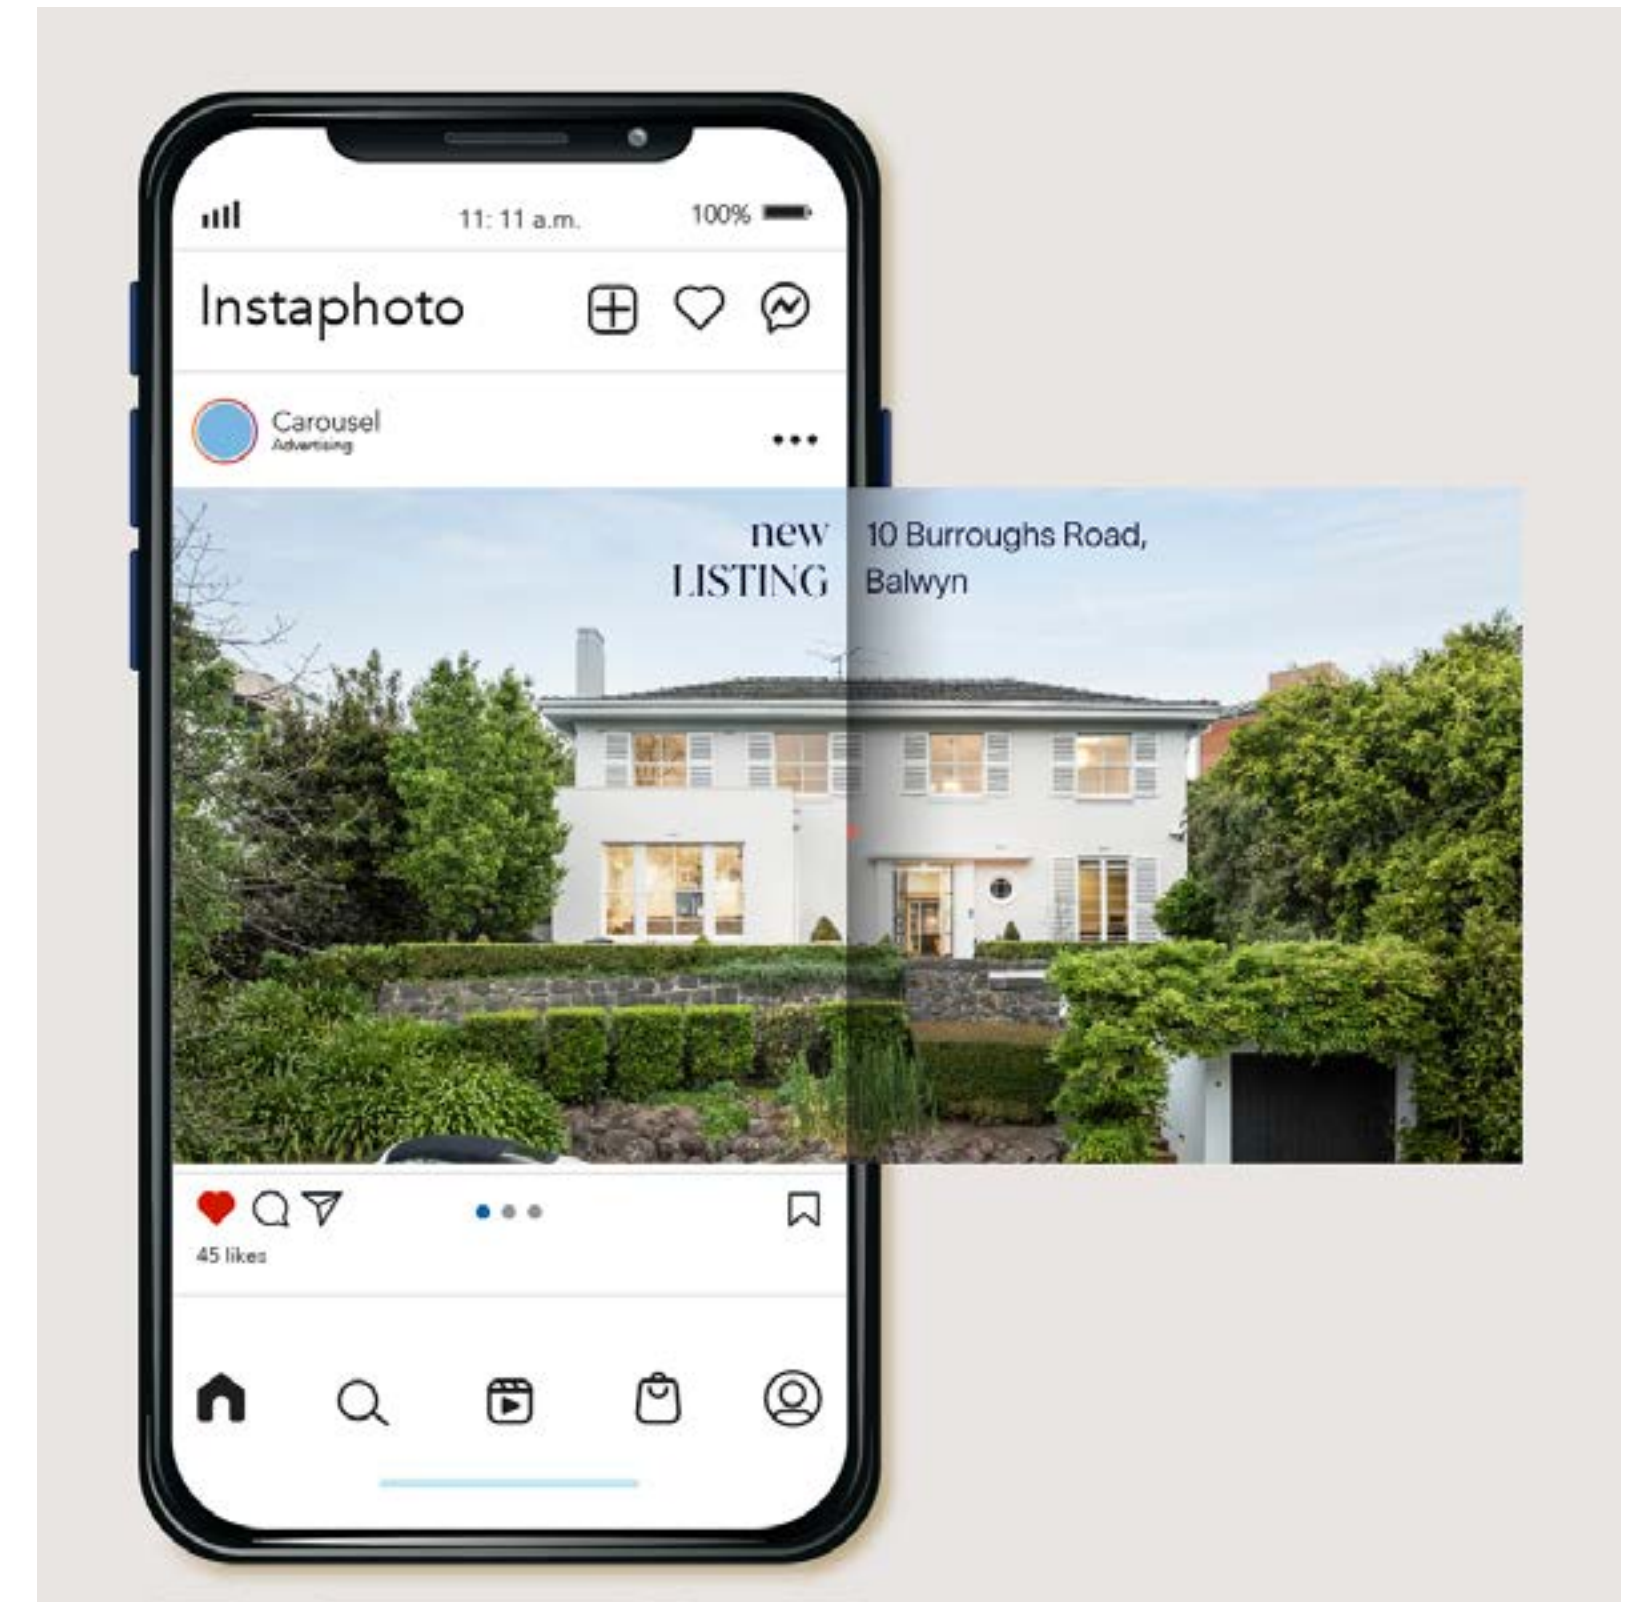 11: 11 a.m.
100%
Instaphoto
Carousel
Advertising
new
LISTING
10 Burroughs Road,
Balwyn
45 likes